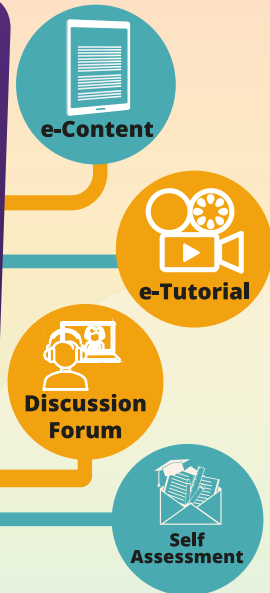 e-Content
e-Tutorial
Discussion
Forum
Self
Assessment